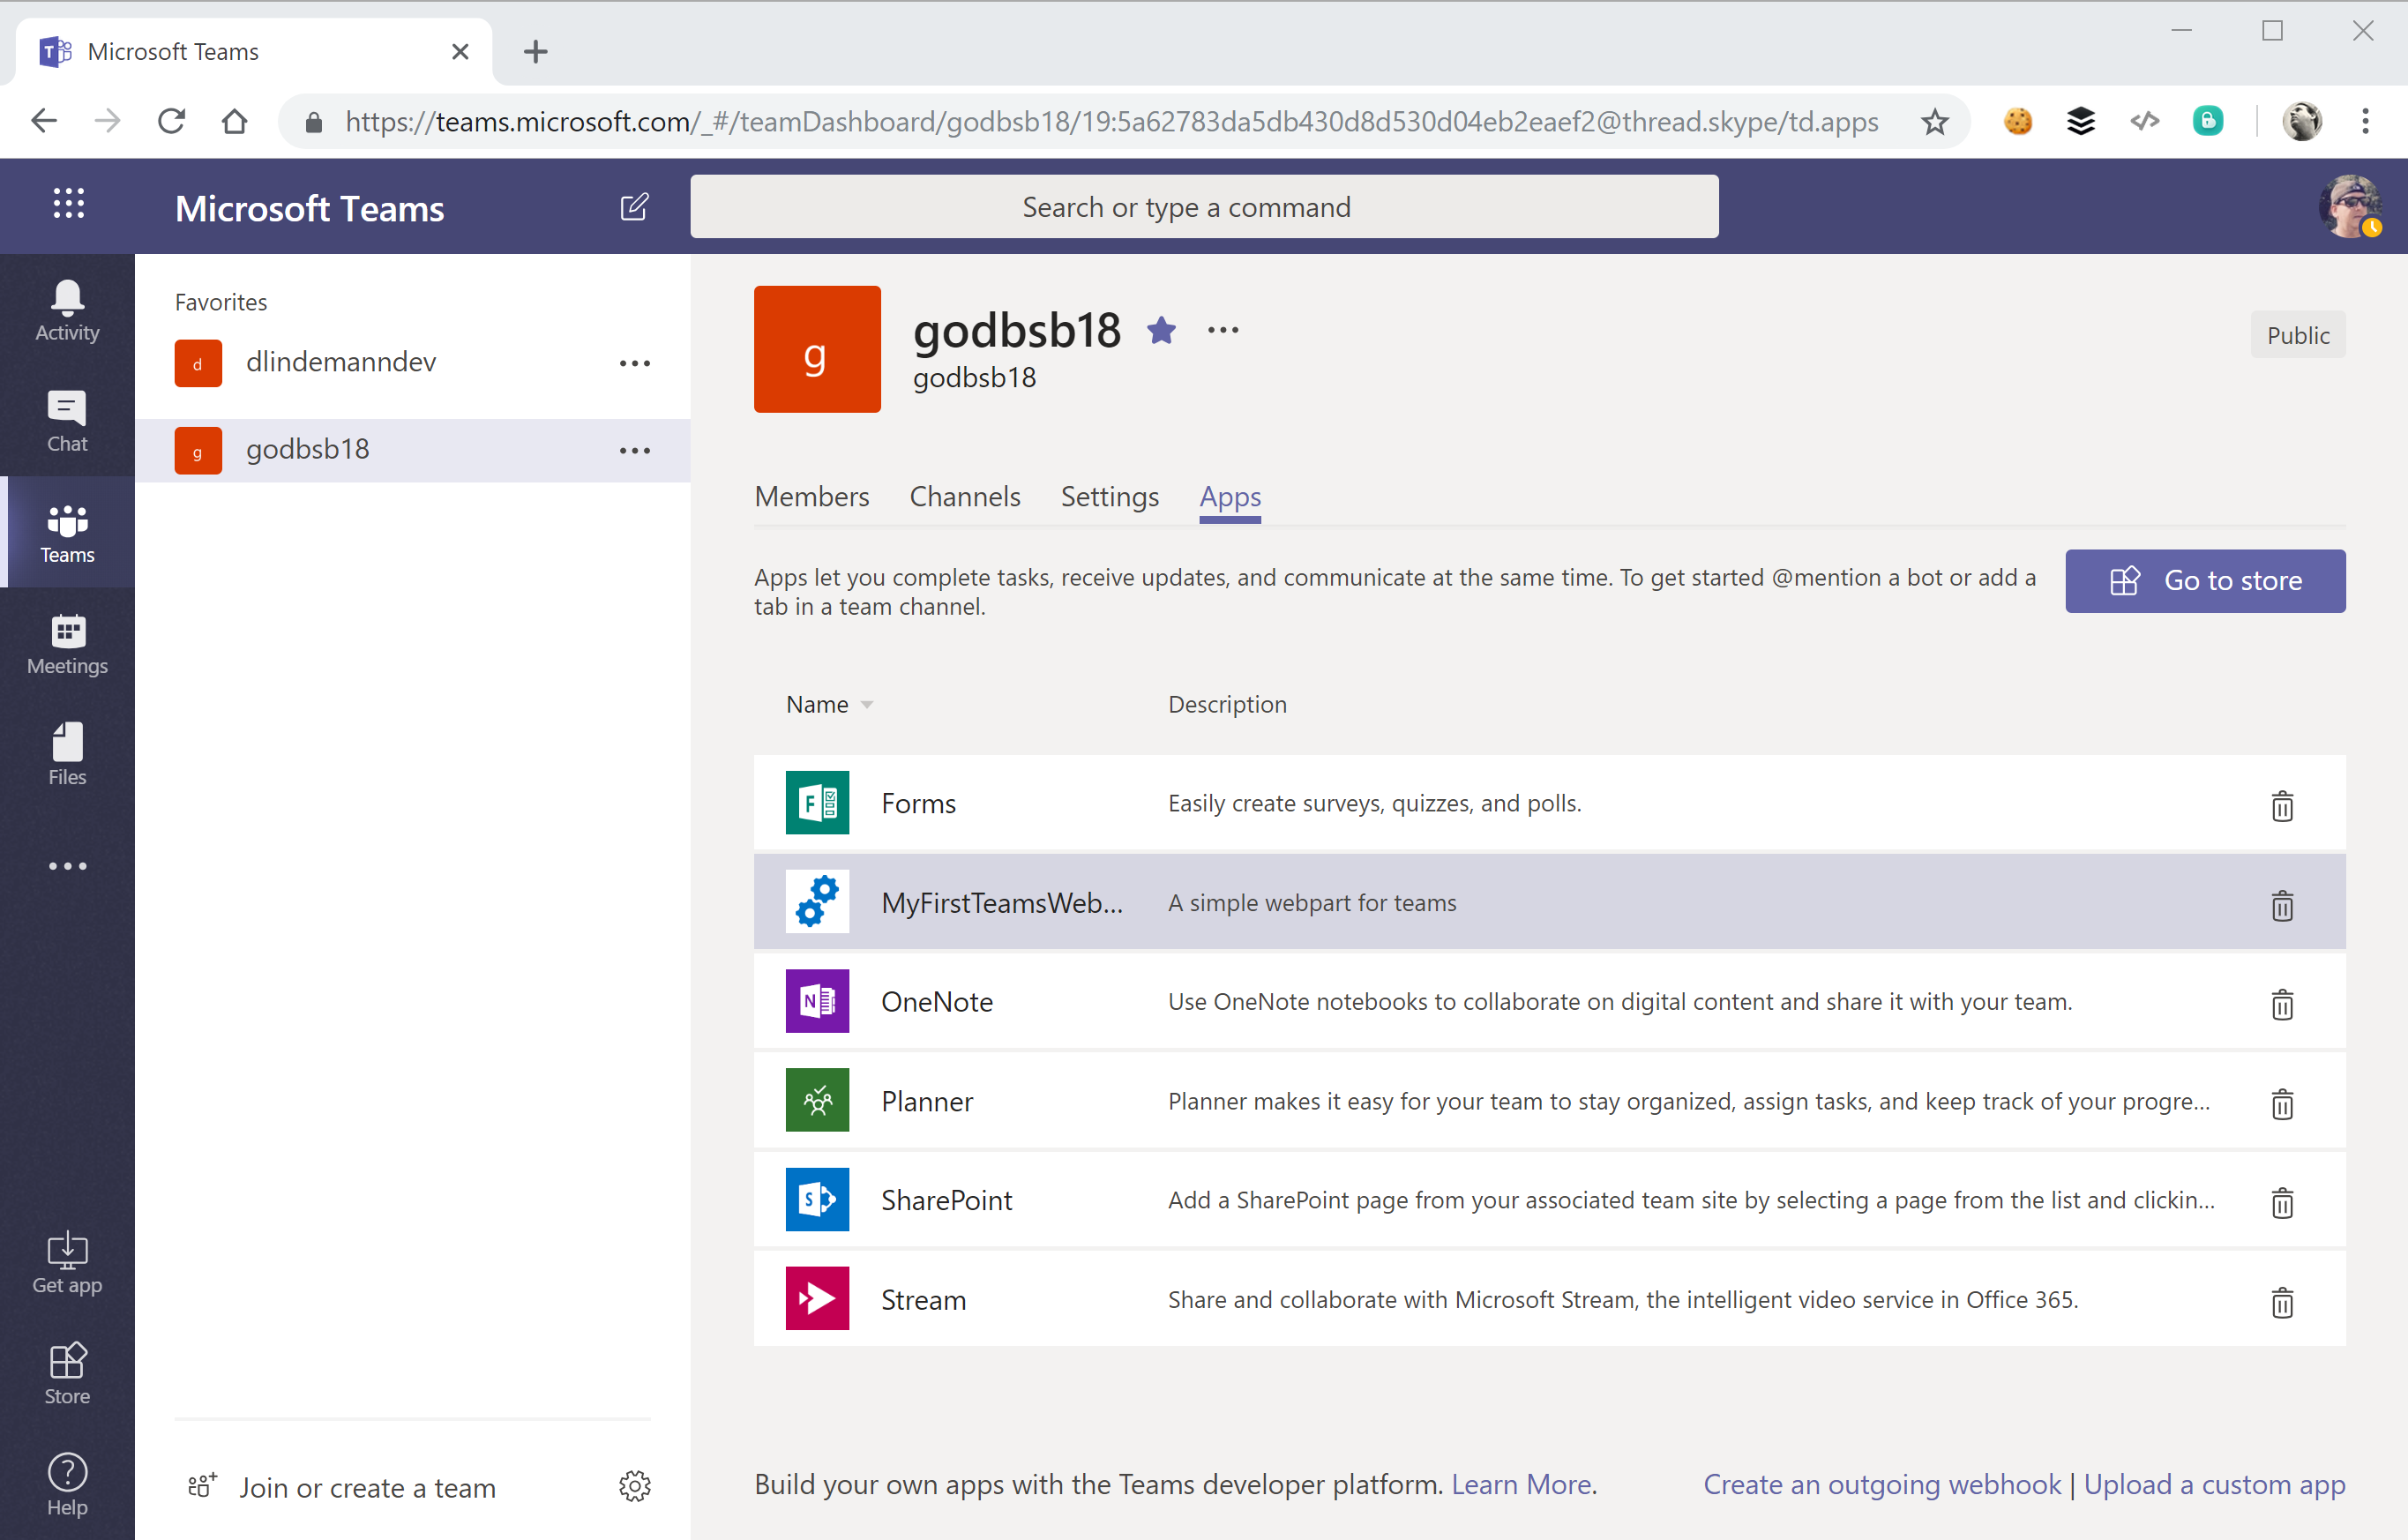 Microsoft Teams
https://teams.microsoft.com/_#/teamDashboard/godbsb18/19:5a62783da5db430d8d530d04eb2eaef2@thread.skype/td.apps
Microsoft Teams
Search or type a command
Activity
Chat
Teams
Meetings
Files
Get app
Store
Help
Favorites
d
dlindemanndev
g
godbsb18
Join or create a team
g
godbsb18
godbsb18
Public
Members
Channels
Settings
Apps
Apps let you complete tasks, receive updates, and communicate at the same time. To get started @mention a bot or add a
tab in a team channel.
Go to store
Name
Description
Forms
Easily create surveys, quizzes, and polls.
MyFirstTeamsWeb...
A simple webpart for teams
OneNote
Use OneNote notebooks to collaborate on digital content and share it with your team.
Planner
Planner makes it easy for your team to stay organized, assign tasks, and keep track of your progre...
SharePoint
Add a SharePoint page from your associated team site by selecting a page from the list and clickin...
Stream
Share and collaborate with Microsoft Stream, the intelligent video service in Office 365.
Build your own apps with the Teams developer platform. Learn More.
Create an outgoing webhook | Upload a custom app